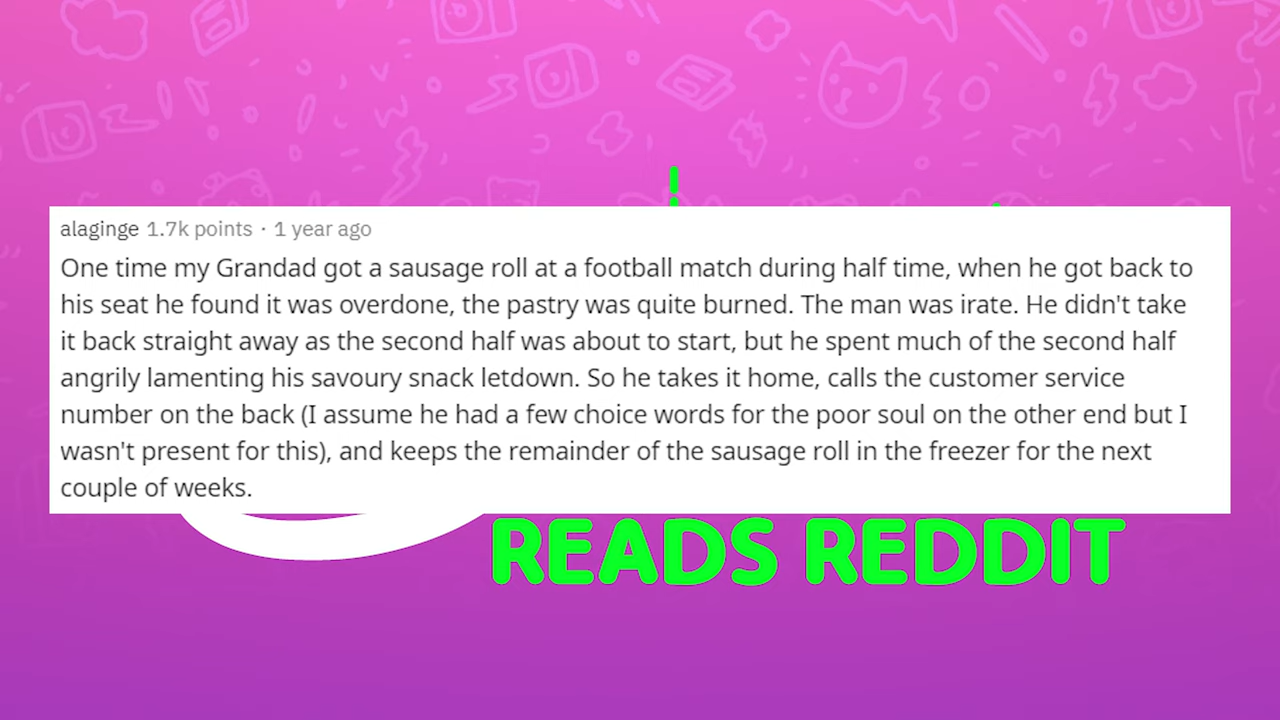 alaginge 1.7k points · 1 year ago
One time my Grandad got a sausage roll at a football match during half time, when he got back to
his seat he found it was overdone, the pastry was quite burned. The man was irate. He didn't take
it back straight away as the second half was about to start, but he spent much of the second half
angrily lamenting his savoury snack letdown. So he takes it home, calls the customer service
number on the back (I assume he had a few choice words for the poor soul on the other end but I
wasn't present for this), and keeps the remainder of the sausage roll in the freezer for the next
couple of weeks.
READS REDDIT